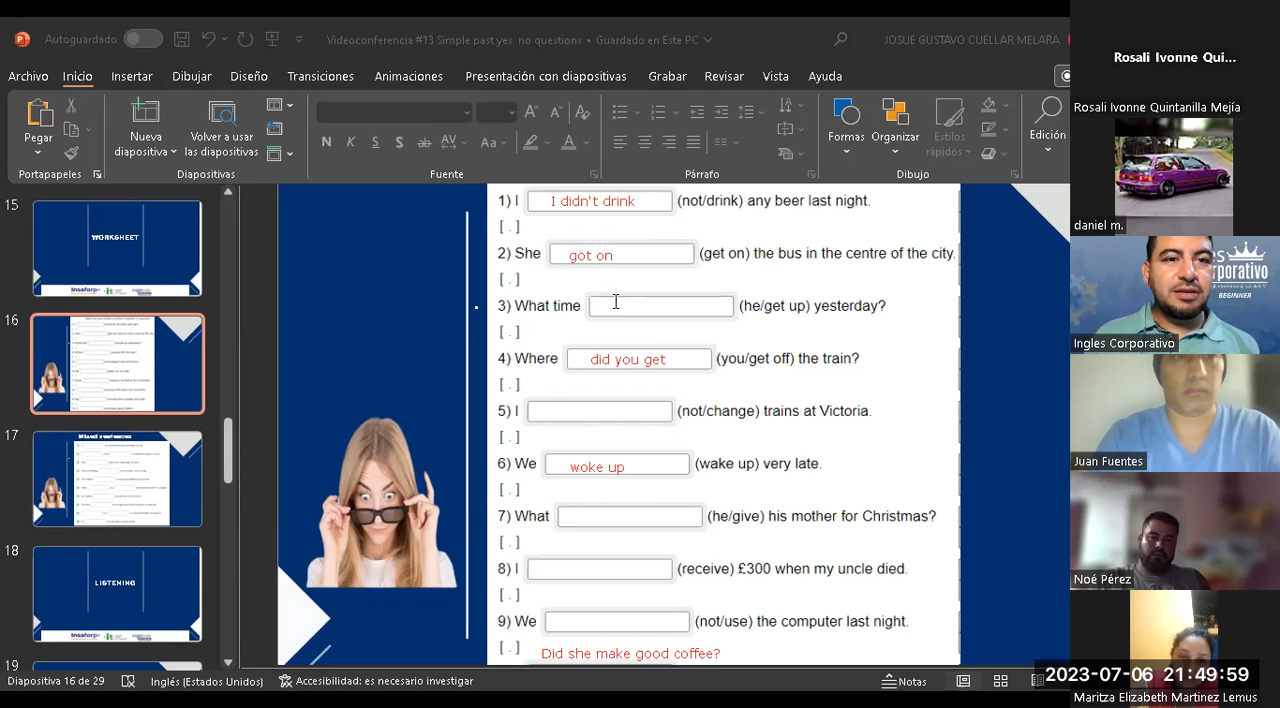 Autoguardado
Videoconferencia #13 Simple past yes no questions • Guardado en Este PC
JOSUE GUSTAVO CUELLAR MELARA
Archivo Inicio Insertar Dibujar Diseño Transiciones Animaciones Presentación con diapositivas Grabar Revisar Vista Ayuda
Pegar
Nueva diapositiva
Volver a usar las diapositivas
N K S S ab AV Aa A
Formas
Organizar
Estilos rápidos
Edición
Portapapeles
Diapositivas
Fuente
Párrafo
Dibujo
15
WORKSHEET
Insaforp
16
17
Mixed sentences
18
LISTENING
Insaforp
19
1) I I didn't drink (not/drink) any beer last night.
[ . ]
2) She got on (get on) the bus in the centre of the city.
[ . ]
3) What time (he/get up) yesterday?
[ . ]
4) Where did you get (you/get off) the train?
[ . ]
5) I (not/change) trains at Victoria.
[ . ]
6) We woke up (wake up) very late.
[ . ]
7) What (he/give) his mother for Christmas?
[ . ]
8) I (receive) £300 when my uncle died.
[ . ]
9) We (not/use) the computer last night.
[ . ] Did she make good coffee?
Diapositiva 16 de 29
Inglés (Estados Unidos)
Accesibilidad: es necesario investigar
Notas
Rosali Ivonne Qui...
Rosali Ivonne Quintanilla Mejía
daniel m.
BEGINNER
Ingles Corporativo
Juan Fuentes
Noé Pérez
2023-07-06 21:49:59
Maritza Elizabeth Martinez Lemus